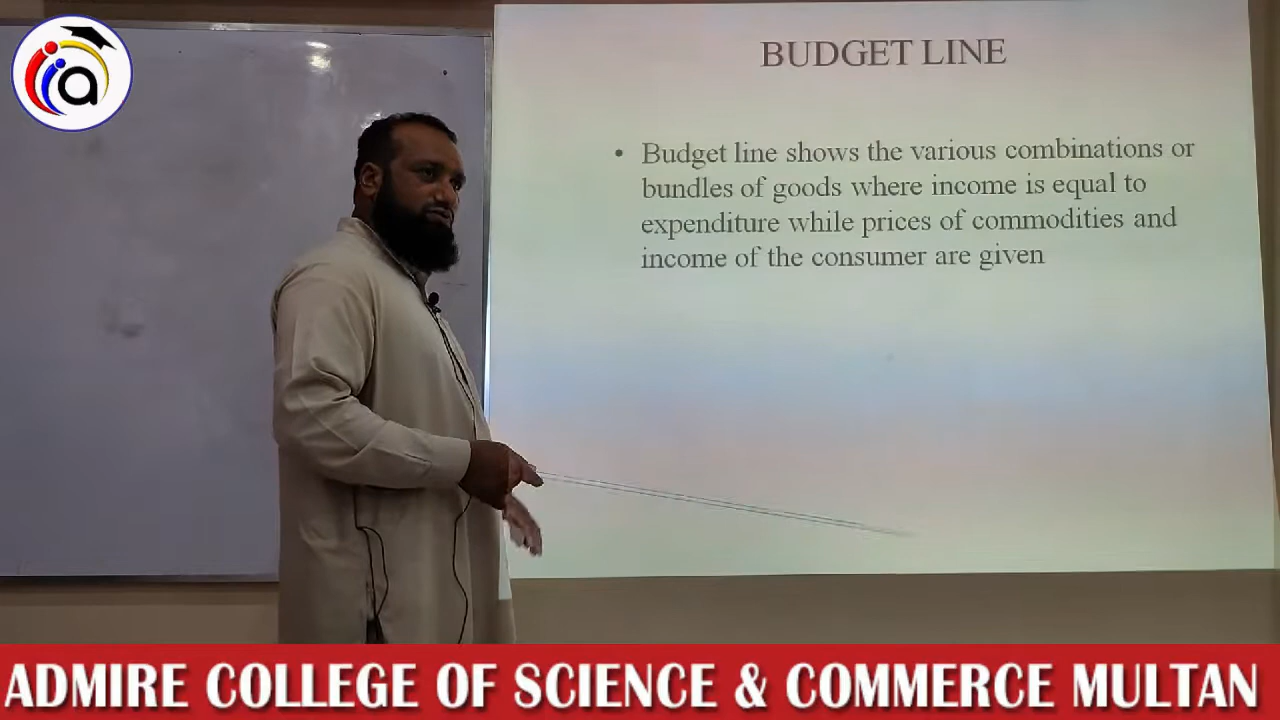 a
BUDGET LINE
• Budget line shows the various combinations or
bundles of goods where income is equal to
expenditure while prices of commodities and
income of the consumer are given
ADMIRE COLLEGE OF SCIENCE & COMMERCE MULTAN